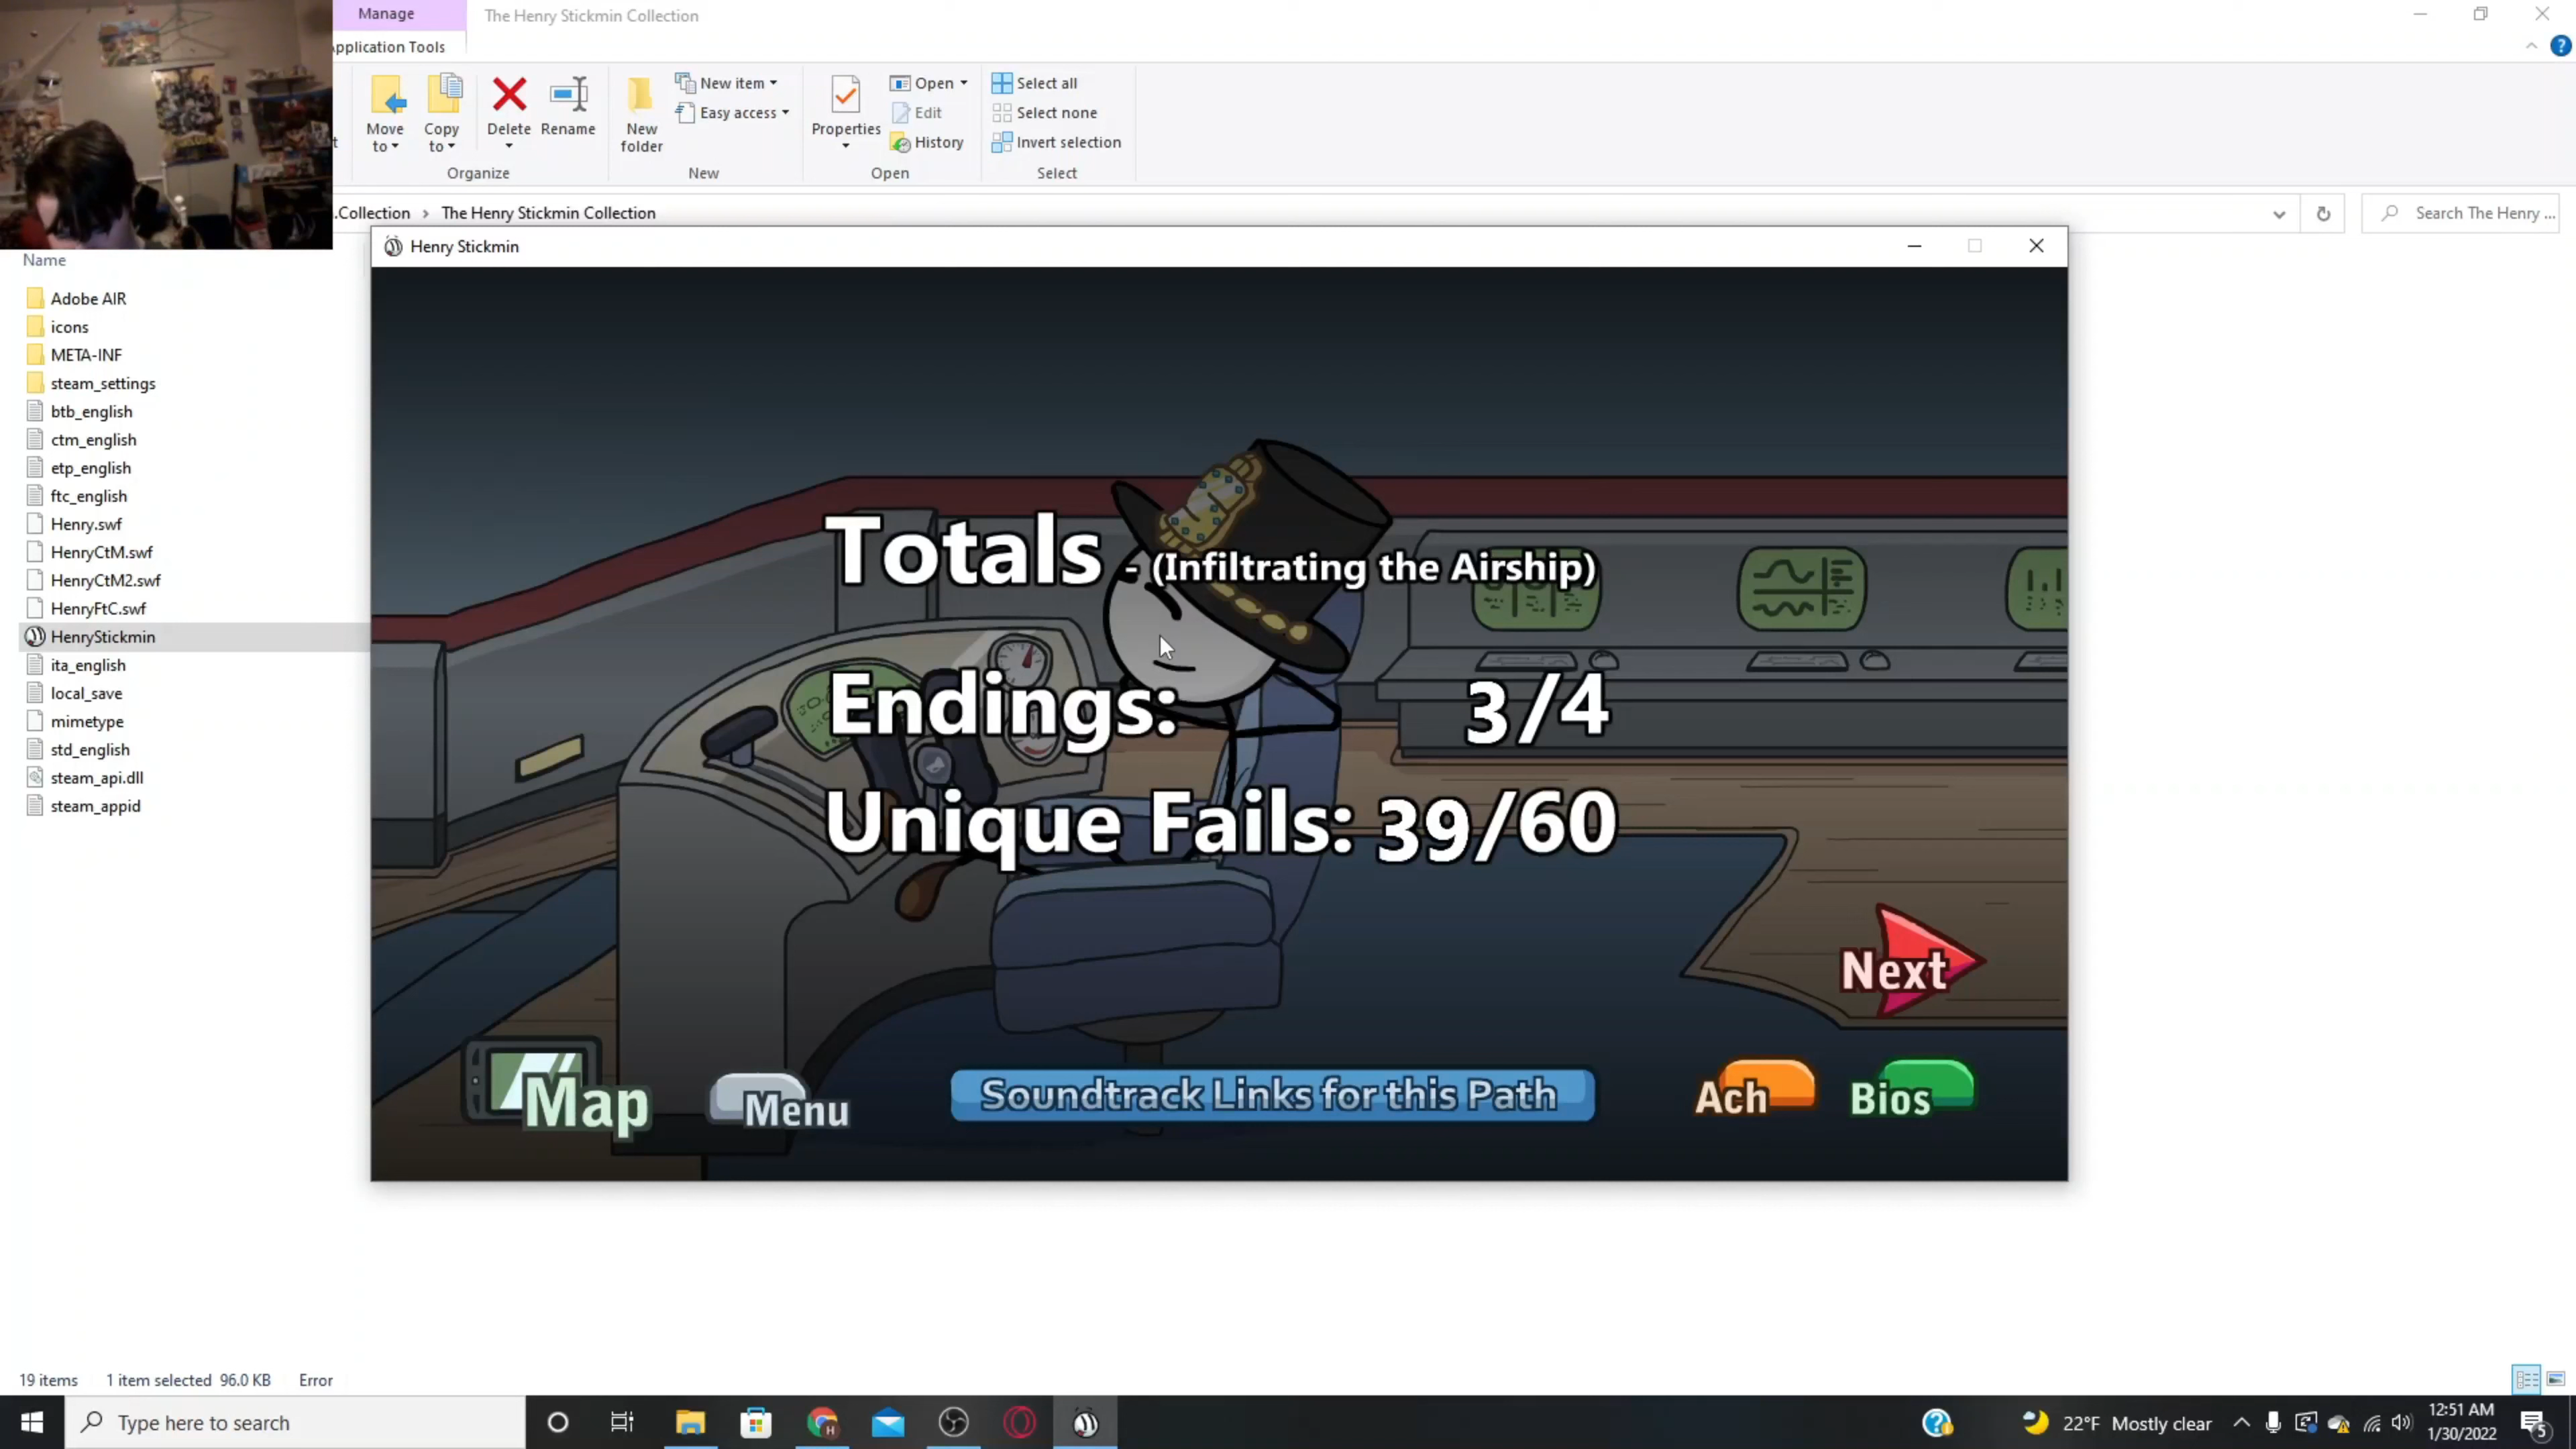 Manage
The Henry Stickmin Collection
Application Tools
Move to
Copy to
Delete
Rename
New folder
New item
Easy access
Properties
Open
Edit
History
Select all
Select none
Invert selection
Organize
New
Open
Select
.Collection > The Henry Stickmin Collection
Search The Henry ...
Name
Henry Stickmin
Adobe AIR
icons
META-INF
steam_settings
btb_english
ctm_english
etp_english
ftc_english
Henry.swf
HenryCtM.swf
HenryCtM2.swf
HenryFtC.swf
HenryStickmin
ita_english
local_save
mimetype
std_english
steam_api.dll
steam_appid
Totals - (Infiltrating the Airship)
Endings: 3/4
Unique Fails: 39/60
Next
Map
Menu
Soundtrack Links for this Path
Ach
Bios
19 items 1 item selected 96.0 KB Error
Type here to search
H
22°F Mostly clear
12:51 AM
1/30/2022
5